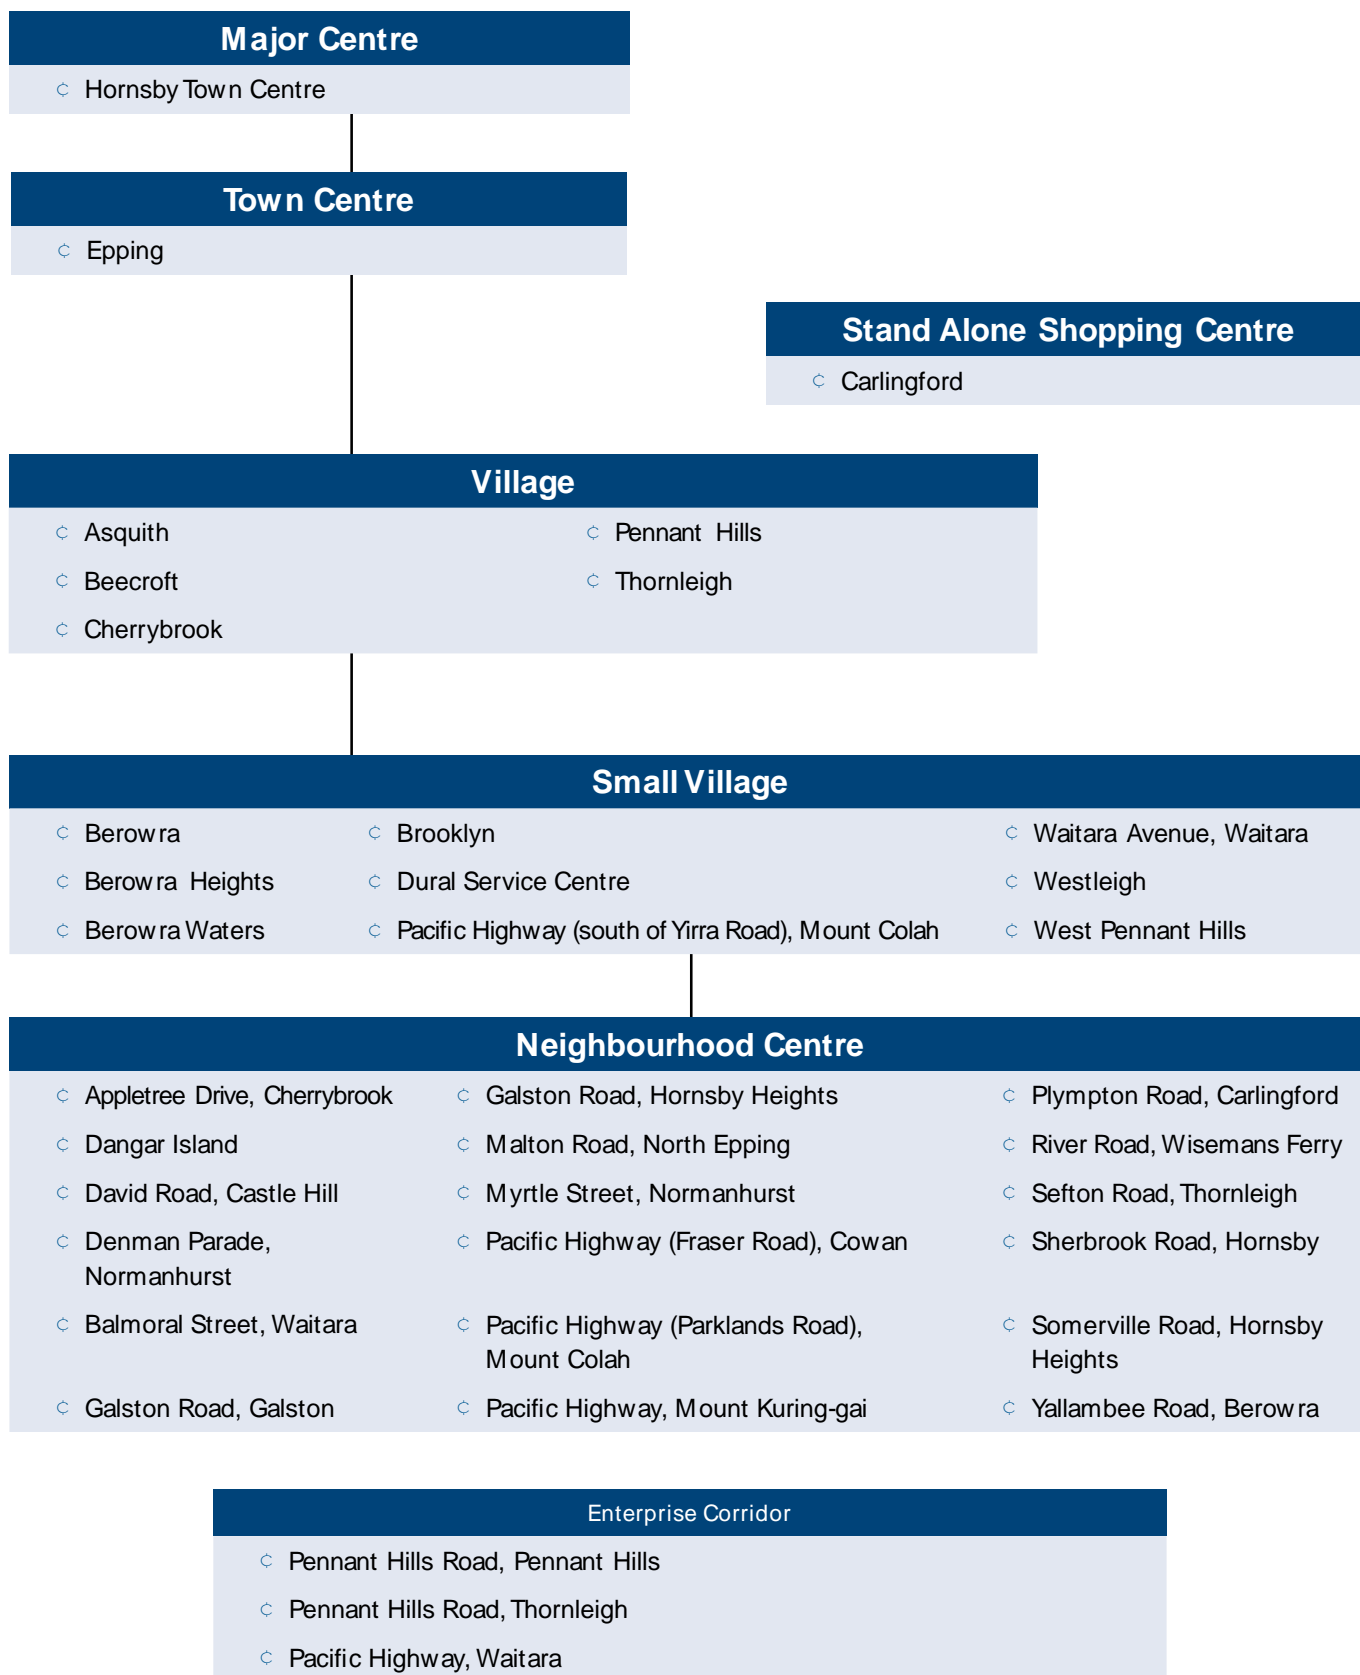 Major Centre
¢ Hornsby Town Centre
Town Centre
¢ Epping
Stand Alone Shopping Centre
¢ Carlingford
Village
¢ Asquith
¢ Beecroft
¢ Cherrybrook
¢ Pennant Hills
¢ Thornleigh
Small Village
¢ Berowra
¢ Berowra Heights
¢ Berowra Waters
¢ Brooklyn
¢ Dural Service Centre
¢ Pacific Highway (south of Yirra Road), Mount Colah
¢ Waitara Avenue, Waitara
¢ Westleigh
¢ West Pennant Hills
Neighbourhood Centre
¢ Appletree Drive, Cherrybrook
¢ Dangar Island
¢ David Road, Castle Hill
¢ Denman Parade,
Normanhurst
¢ Balmoral Street, Waitara
¢ Galston Road, Galston
¢ Galston Road, Hornsby Heights
¢ Malton Road, North Epping
¢ Myrtle Street, Normanhurst
¢ Pacific Highway (Fraser Road), Cowan
¢ Pacific Highway (Parklands Road),
Mount Colah
¢ Pacific Highway, Mount Kuring-gai
¢ Plympton Road, Carlingford
¢ River Road, Wisemans Ferry
¢ Sefton Road, Thornleigh
¢ Sherbrook Road, Hornsby
¢ Somerville Road, Hornsby
Heights
¢ Yallambee Road, Berowra
Enterprise Corridor
¢ Pennant Hills Road, Pennant Hills
¢ Pennant Hills Road, Thornleigh
¢ Pacific Highway, Waitara